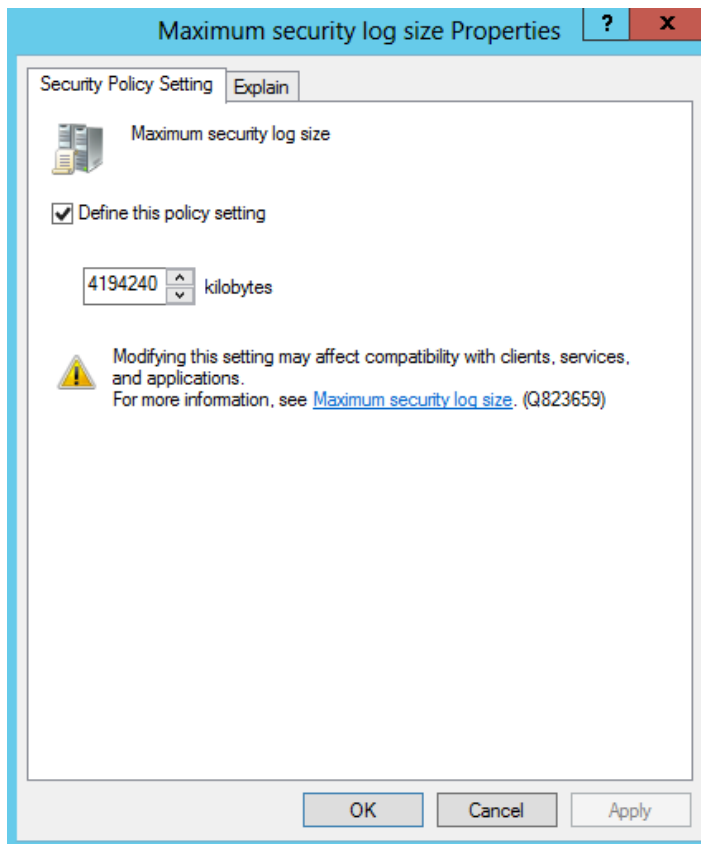 Maximum security log size Properties ? x
Security Policy Setting Explain
Maximum security log size
Define this policy setting
4194240 kilobytes
Modifying this setting may affect compatibility with clients, services,
and applications.
For more information, see Maximum security log size. (Q823659)
OK Cancel Apply